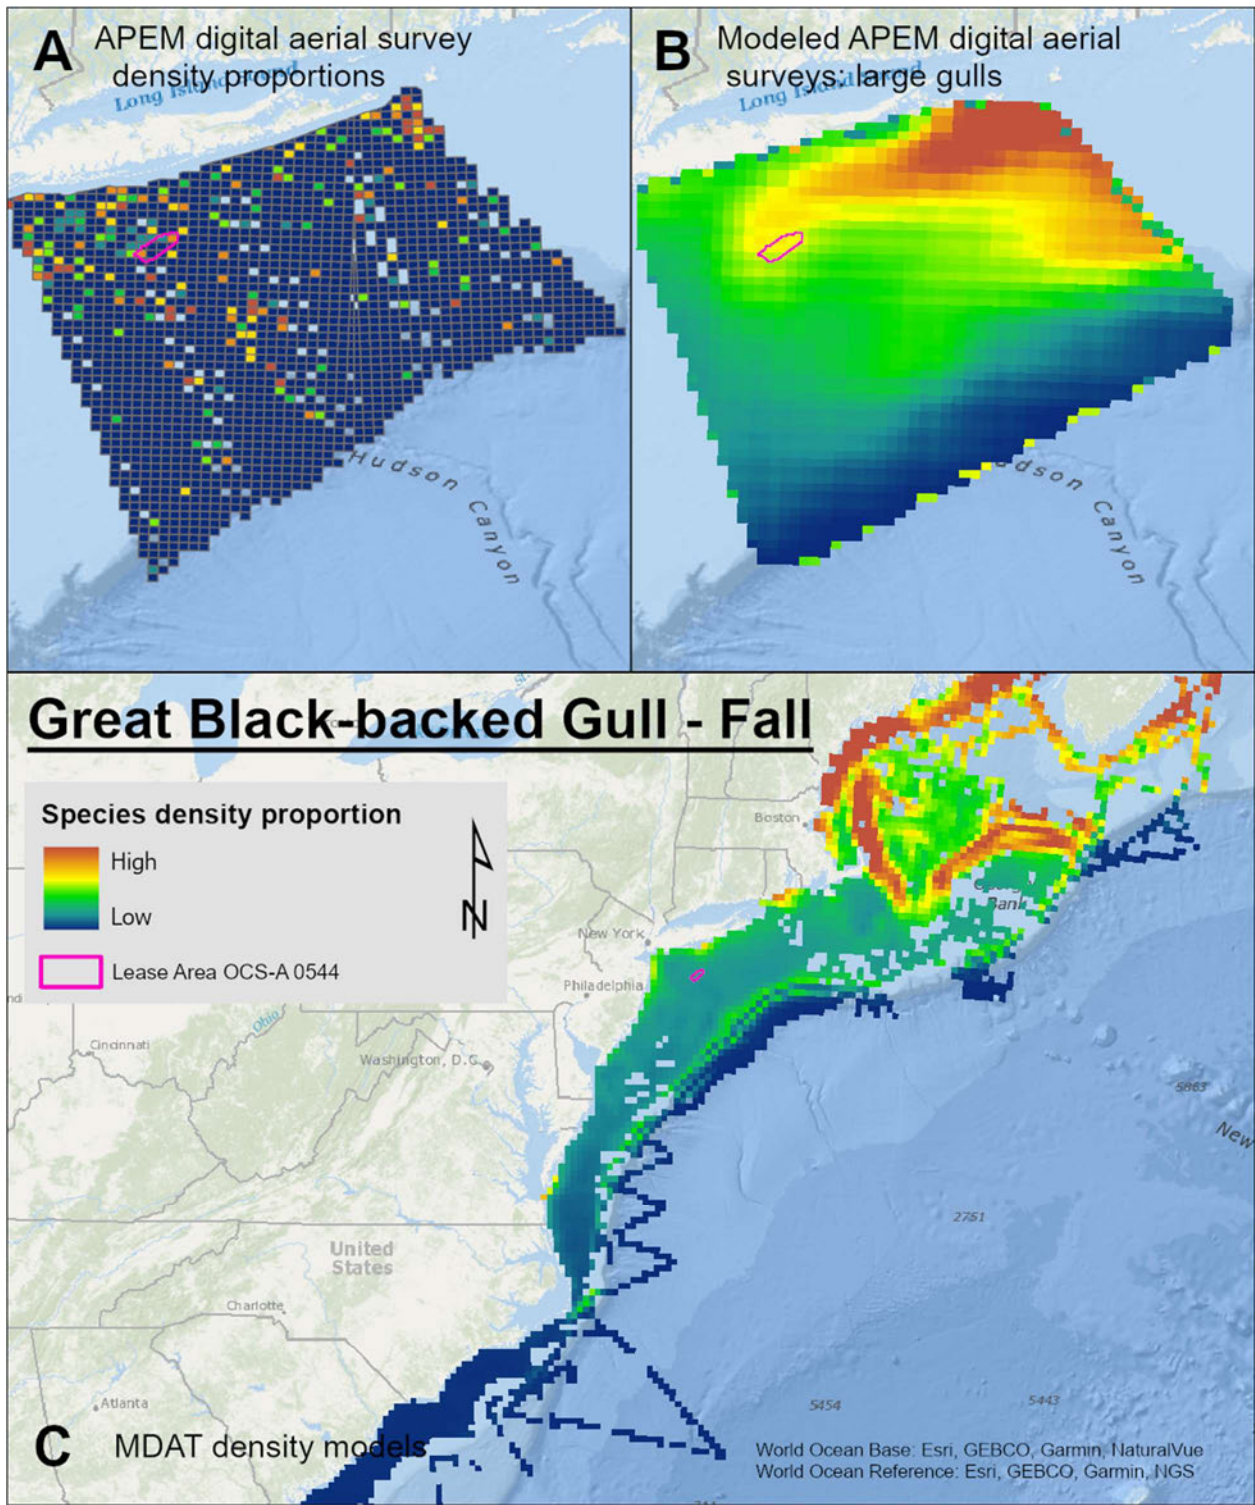 A
APEM digital aerial survey
density proportions
Long Island Sound
Hudson Canyon
B
Modeled APEM digital aerial
surveys: large gulls
Long Island Sound
udson Canyon
Great Black-backed Gull - Fall
Species density proportion
High
Low
N
Lease Area OCS-A 0544
Boston
Bank
New York
Philadelphia
Ohio
Cincinnati
Washington, D.C.
5863
New
2751
United
States
Charlotte
Atlanta
5454
5443
C
MDAT density models
World Ocean Base: Esri, GEBCO, Garmin, NaturalVue
World Ocean Reference: Esri, GEBCO, Garmin, NGS